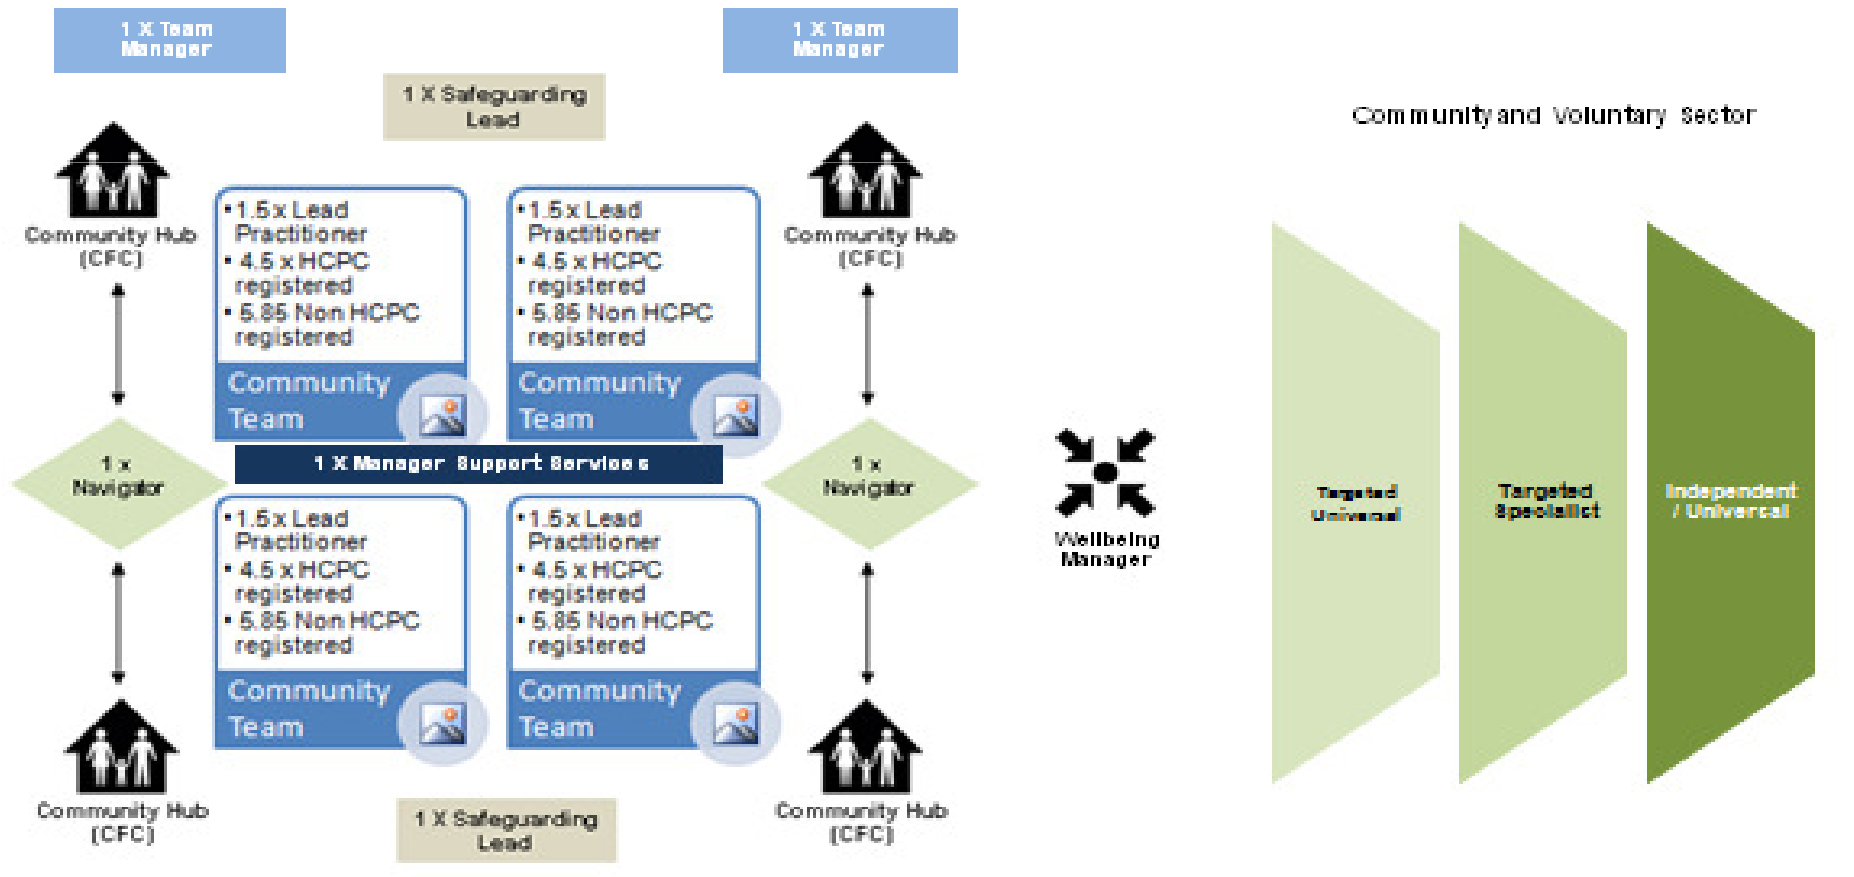 1 X Team
Manager
1 X Team
Manager
1 X Safeguarding
Lead
Community and Voluntary Sector
Community Hub
(CFC)
• 1.5 x Lead
Practitioner
• 4.5 x HCPC
registered
• 5.85 Non HCPC
registered
Community
Team
• 1.5 x Lead
Practitioner
• 4.5 x HCPC
registered
• 5.85 Non HCPC
registered
Community
Team
Community Hub
(CFC)
1 x
Navigator
1 X Manager Support Services
1 x
Navigator
Wellbeing
Manager
Targeted
Universal
Targeted
Specialist
Independent
/ Universal
• 1.5 x Lead
Practitioner
• 4.5 x HCPC
registered
• 5.85 Non HCPC
registered
Community
Team
• 1.5 x Lead
Practitioner
• 4.5 x HCPC
registered
• 5.85 Non HCPC
registered
Community
Team
Community Hub
(CFC)
Community Hub
(CFC)
1 X Safeguarding
Lead